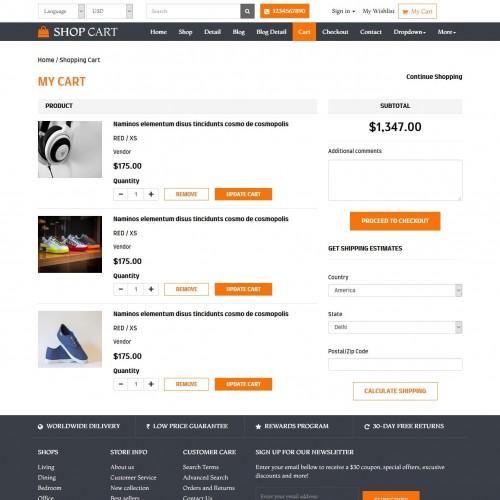 Language USD Search 1234567890 Sign in My Wishlist My Cart
SHOP CART Home Shop Detail Blog Blog Detail Cart Checkout Contact Dropdown More
Home / Shopping Cart
MY CART
Continue Shopping
PRODUCT
Naminos elementum disus tincidunts cosmo de cosmopolis
RED / XS
Vendor
$175.00
Quantity
− 1 + REMOVE UPDATE CART
Naminos elementum disus tincidunts cosmo de cosmopolis
RED / XS
Vendor
$175.00
Quantity
− 1 + REMOVE UPDATE CART
Naminos elementum disus tincidunts cosmo de cosmopolis
RED / XS
Vendor
$175.00
Quantity
− 1 + REMOVE UPDATE CART
SUBTOTAL
$1,347.00
Additional comments
PROCEED TO CHECKOUT
GET SHIPPING ESTIMATES
Country
America
State
Delhi
Postal/Zip Code
CALCULATE SHIPPING
WORLDWIDE DELIVERY LOW PRICE GUARANTEE REWARDS PROGRAM 30-DAY FREE RETURNS
SHOPS
Living
Dining
Bedroom
Office
STORE INFO
About us
Customer Service
New collection
Best sellers
CUSTOMER CARE
Search Terms
Advanced Search
Orders and Returns
Contact Us
SIGN UP FOR OUR NEWSLETTER
Enter your email bellow to receive a $30 coupon, special offers, excusive
discounts and more!
Enter your email address
SUBSCRIBE